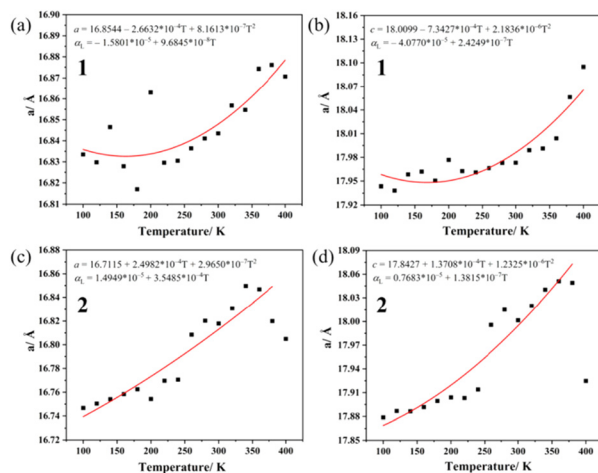 (a)
a = 16.8544 – 2.6632*10⁻⁴T + 8.1613*10⁻⁷T²
α_L = – 1.5801*10⁻⁵ + 9.6845*10⁻⁸T
1
16.90
16.89
16.88
16.87
16.86
16.85
16.84
16.83
16.82
16.81
a/ Å
100 150 200 250 300 350 400
Temperature/ K
(b)
c = 18.0099 – 7.3427*10⁻⁴T + 2.1836*10⁻⁶T²
α_L = – 4.0770*10⁻⁵ + 2.4249*10⁻⁷T
1
18.16
18.13
18.10
18.07
18.04
18.01
17.98
17.95
17.92
a/ Å
100 150 200 250 300 350 400
Temperature/ K
(c)
a = 16.7115 + 2.4982*10⁻⁴T + 2.9650*10⁻⁷T²
α_L = 1.4949*10⁻⁵ + 3.5485*10⁻⁴T
2
16.88
16.86
16.84
16.82
16.80
16.78
16.76
16.74
16.72
a/ Å
100 150 200 250 300 350 400
Temperature/ K
(d)
c = 17.8427 + 1.3708*10⁻⁴T + 1.2325*10⁻⁶T²
α_L = 0.7683*10⁻⁵ + 1.3815*10⁻⁷T
2
18.09
18.06
18.03
18.00
17.97
17.94
17.91
17.88
17.85
a/ Å
100 150 200 250 300 350 400
Temperature/ K